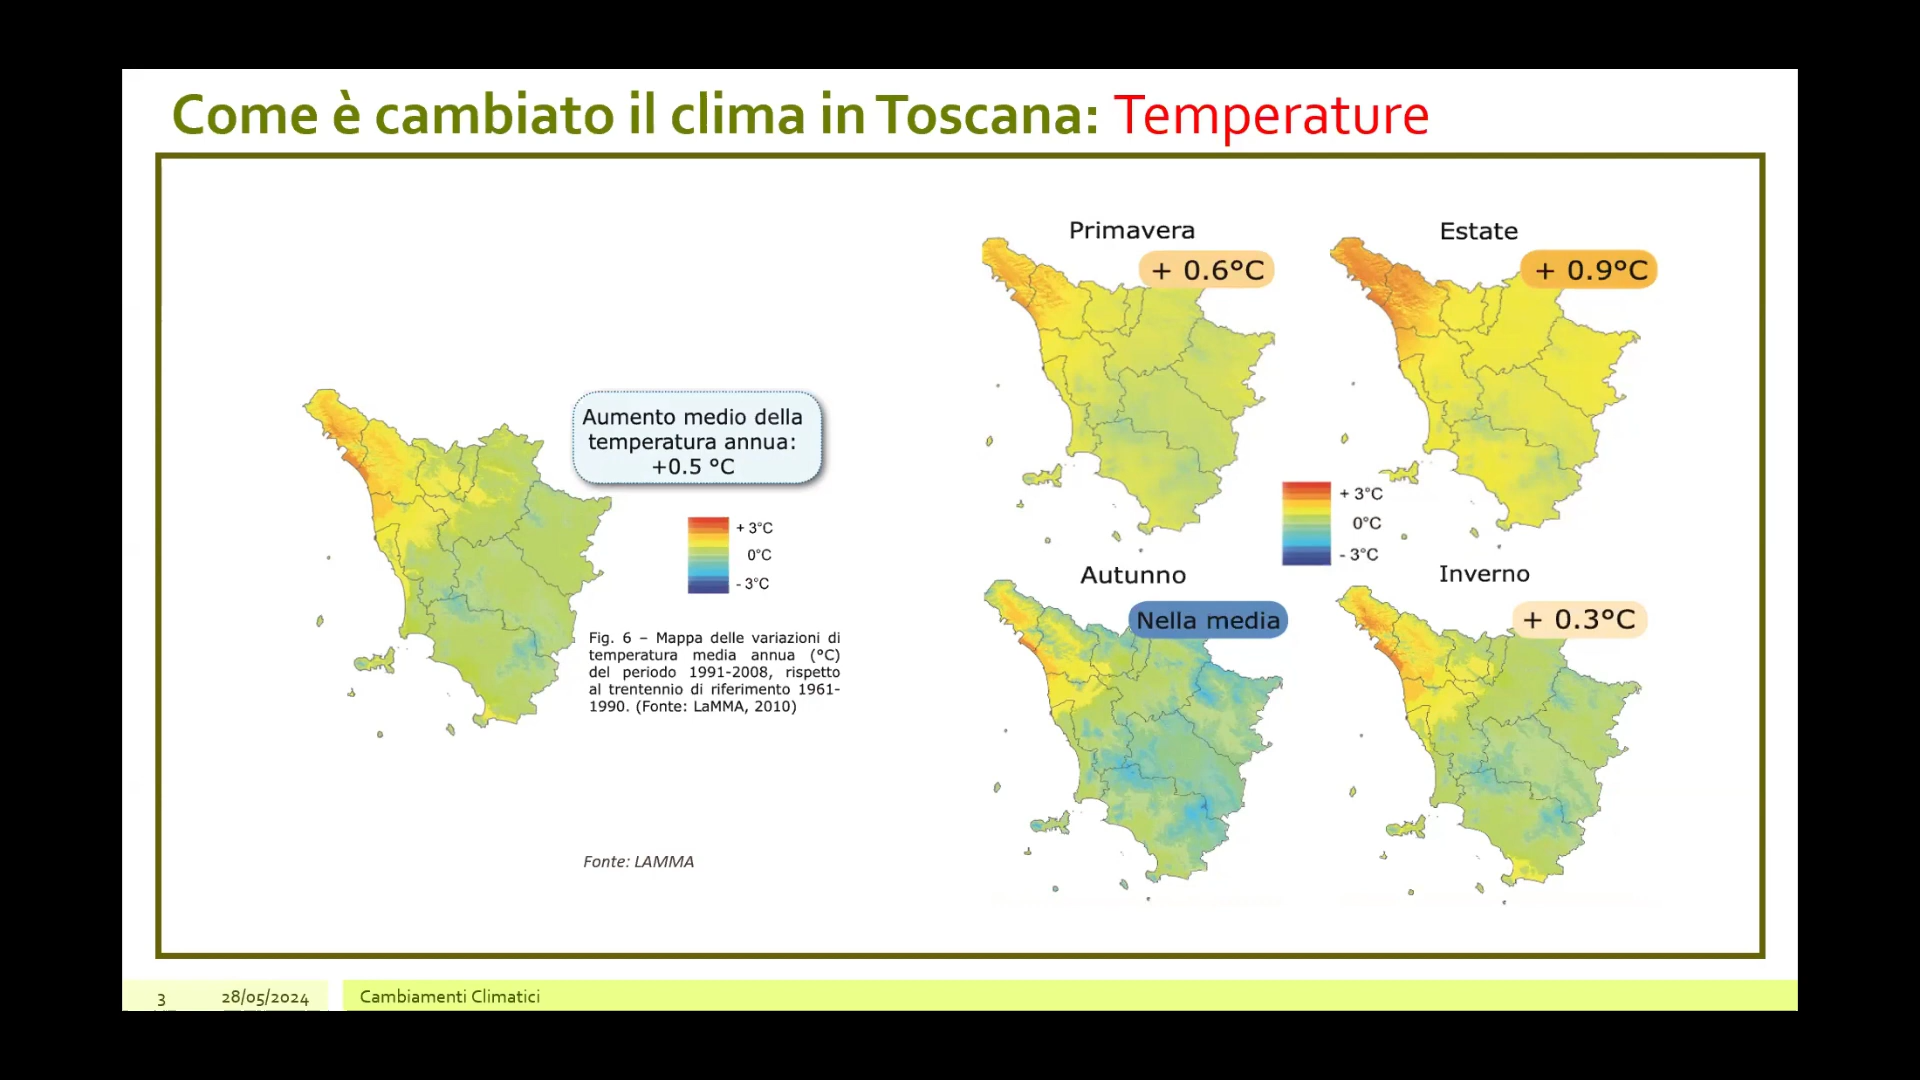 Come è cambiato il clima in Toscana: Temperature
Aumento medio della
temperatura annua:
+0.5 °C
+ 3°C
0°C
- 3°C
Fig. 6 – Mappa delle variazioni di
temperatura media annua (°C)
del periodo 1991-2008, rispetto
al trentennio di riferimento 1961-
1990. (Fonte: LaMMA, 2010)
Fonte: LAMMA
Primavera
+ 0.6°C
Estate
+ 0.9°C
+ 3°C
0°C
- 3°C
Autunno
Nella media
Inverno
+ 0.3°C
3
28/05/2024
Cambiamenti Climatici